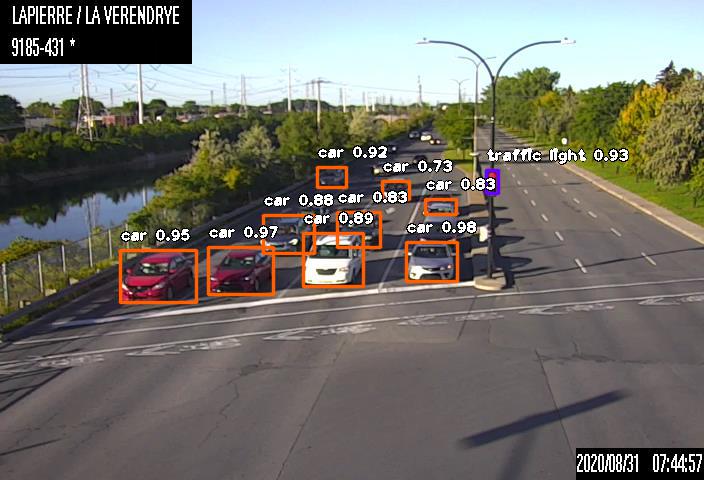 LAPIERRE / LA VERENDRYE
9185-431 *
car 0.92
car 0.73
traffic light 0.93
car 0.88
car 0.83
car 0.83
car 0.89
car 0.95
car 0.97
car 0.98
2020/08/31 07:44:57